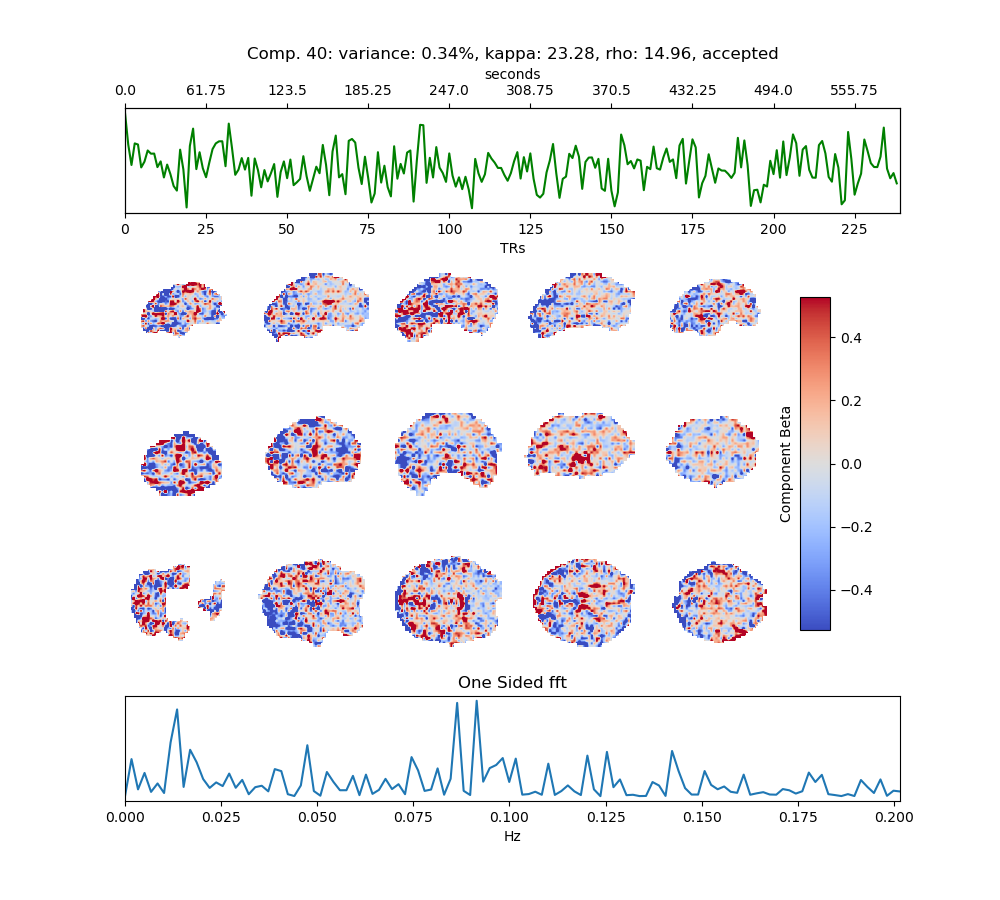 Comp. 40: variance: 0.34%, kappa: 23.28, rho: 14.96, accepted
seconds
0.0 61.75 123.5 185.25 247.0 308.75 370.5 432.25 494.0 555.75
0 25 50 75 100 125 150 175 200 225
TRs
0.4
0.2
0.0
−0.2
−0.4
Component Beta
One Sided fft
0.000 0.025 0.050 0.075 0.100 0.125 0.150 0.175 0.200
Hz